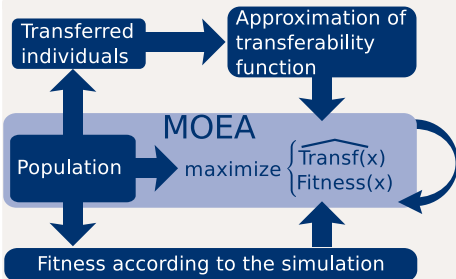 Transferred
individuals
Approximation of
transferability
function
MOEA
Population
maximize
Transf(x)
Fitness(x)
Fitness according to the simulation